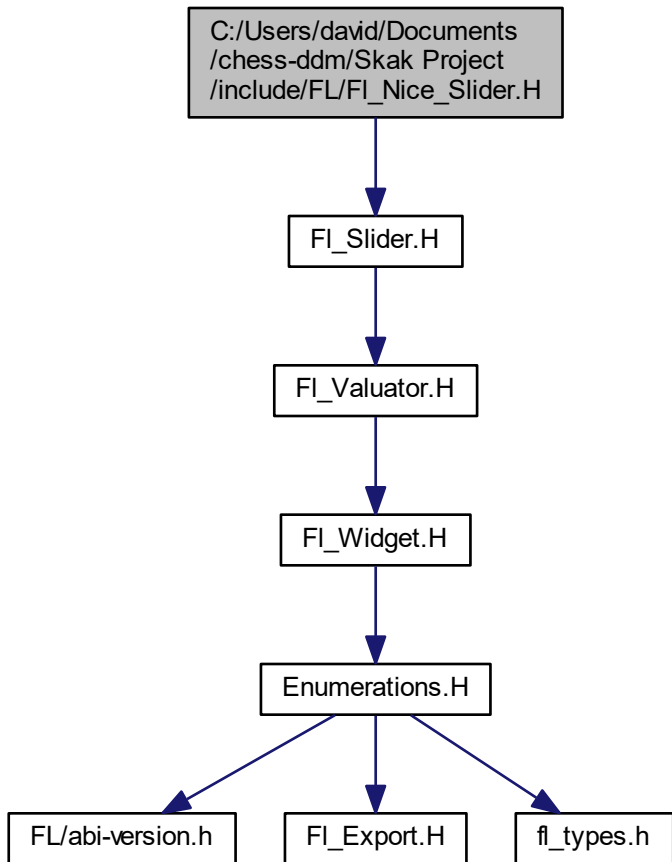 C:/Users/david/Documents
/chess-ddm/Skak Project
/include/FL/Fl_Nice_Slider.H
Fl_Slider.H
Fl_Valuator.H
Fl_Widget.H
Enumerations.H
FL/abi-version.h
Fl_Export.H
fl_types.h